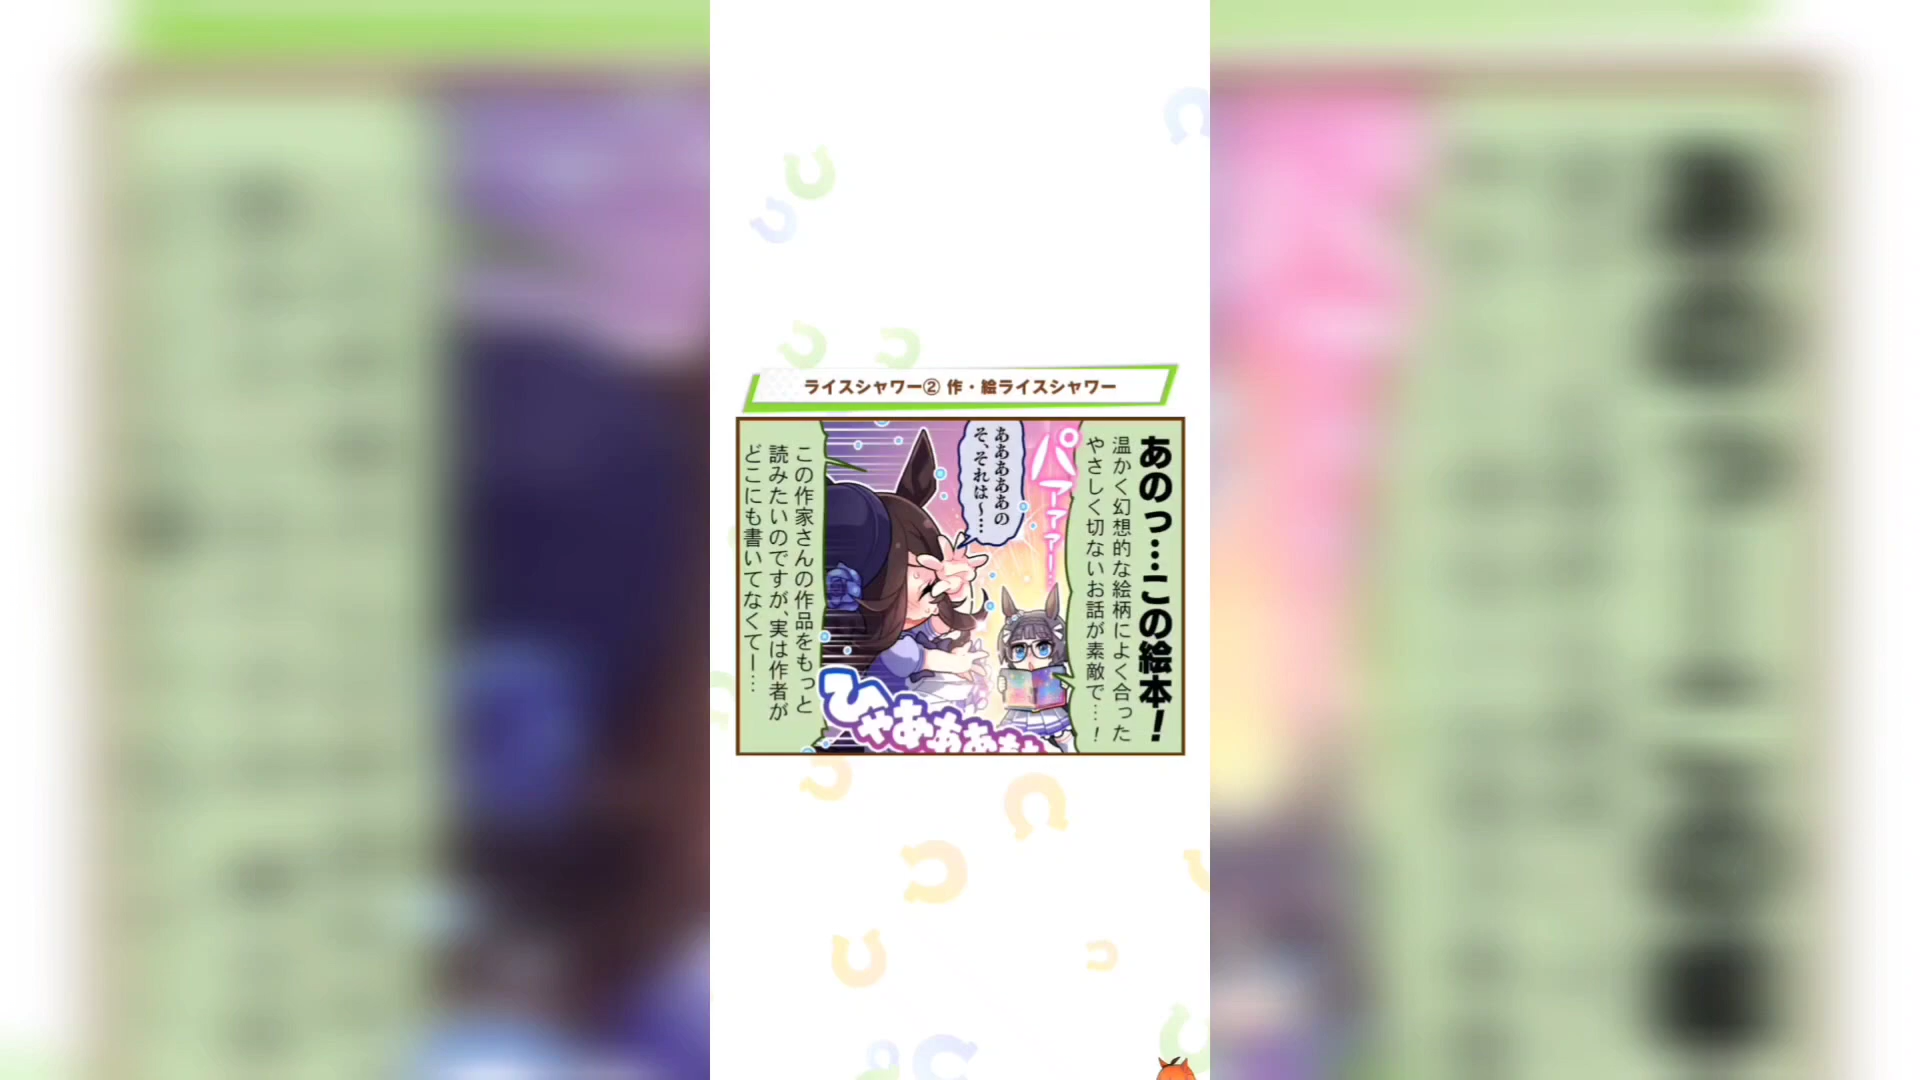 ライスシャワー② 作・絵ライスシャワー
あのっ…この絵本!
温かく幻想的な絵柄によく合った
やさしく切ないお話が素敵で…!
パァァァァー
あああああの
そ、それは〜…
この作家さんの作品をもっと
読みたいのですが、実は作者が
どこにも書いてなくてー…
ひゃあああああ